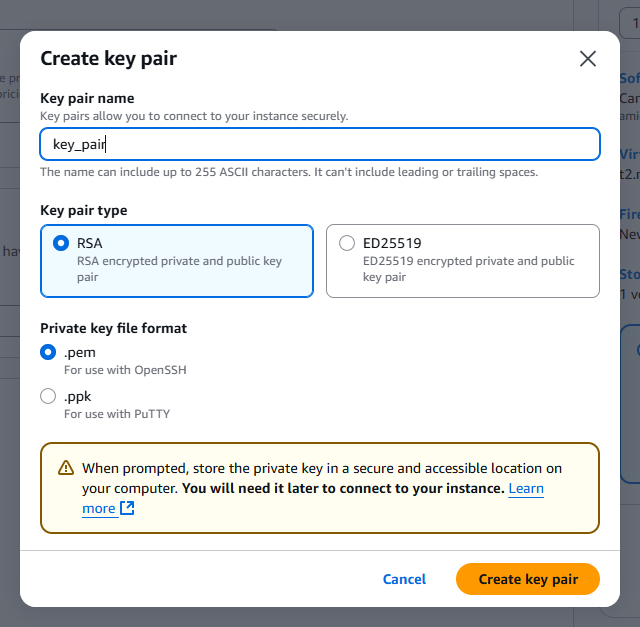 Create key pair
Key pair name
Key pairs allow you to connect to your instance securely.
key_pair
The name can include up to 255 ASCII characters. It can't include leading or trailing spaces.
Key pair type
RSA
RSA encrypted private and public key
pair
ED25519
ED25519 encrypted private and public
key pair
Private key file format
.pem
For use with OpenSSH
.ppk
For use with PuTTY
When prompted, store the private key in a secure and accessible location on
your computer. You will need it later to connect to your instance. Learn
more
Cancel
Create key pair